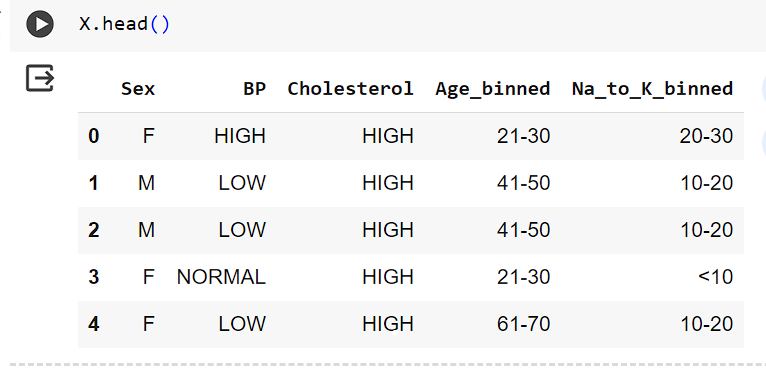 X.head()
Sex BP Cholesterol Age_binned Na_to_K_binned
0 F HIGH HIGH 21-30 20-30
1 M LOW HIGH 41-50 10-20
2 M LOW HIGH 41-50 10-20
3 F NORMAL HIGH 21-30 <10
4 F LOW HIGH 61-70 10-20